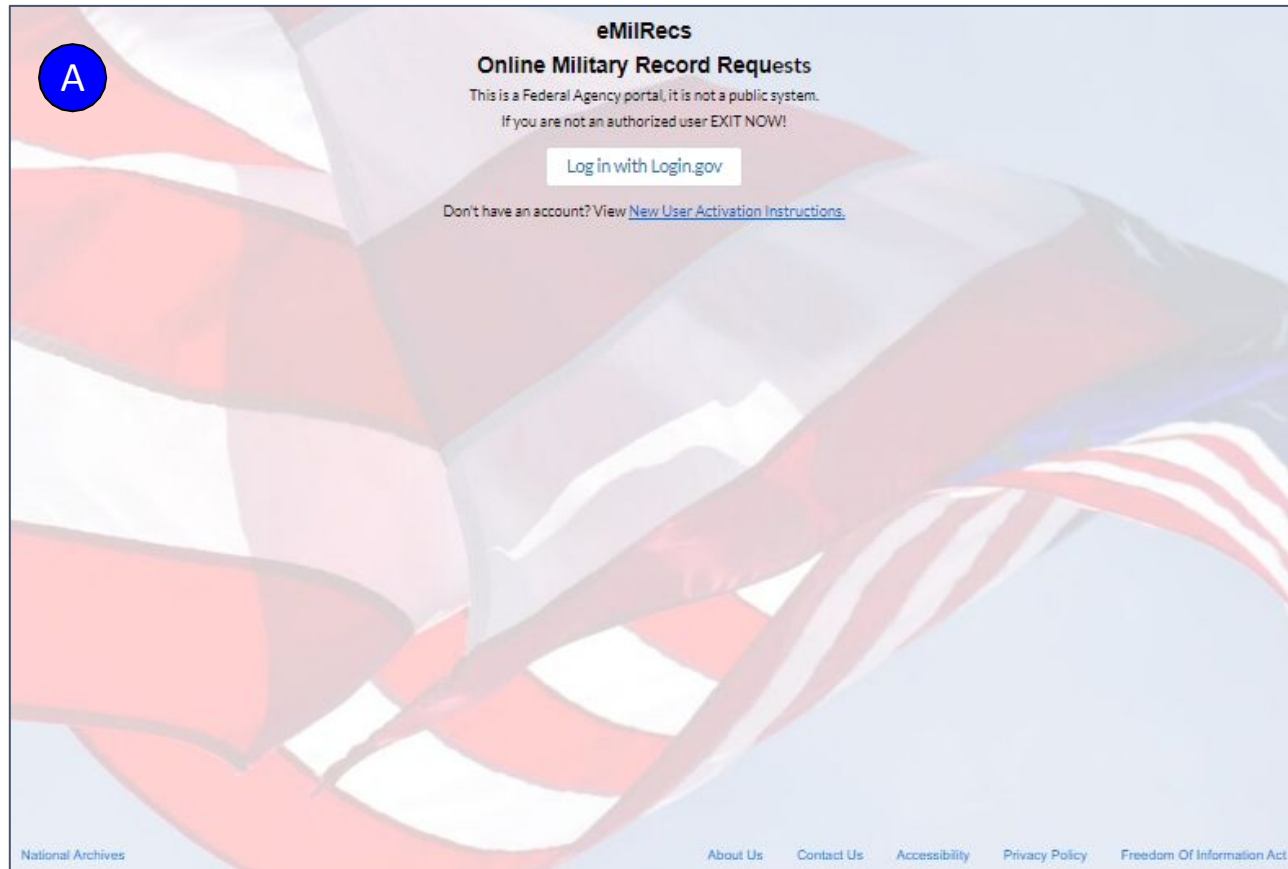 A
eMilRecs
Online Military Record Requests
This is a Federal Agency portal, it is not a public system.
If you are not an authorized user EXIT NOW!
Log in with Login.gov
Don't have an account? View New User Activation Instructions.
National Archives About Us Contact Us Accessibility Privacy Policy Freedom Of Information Act